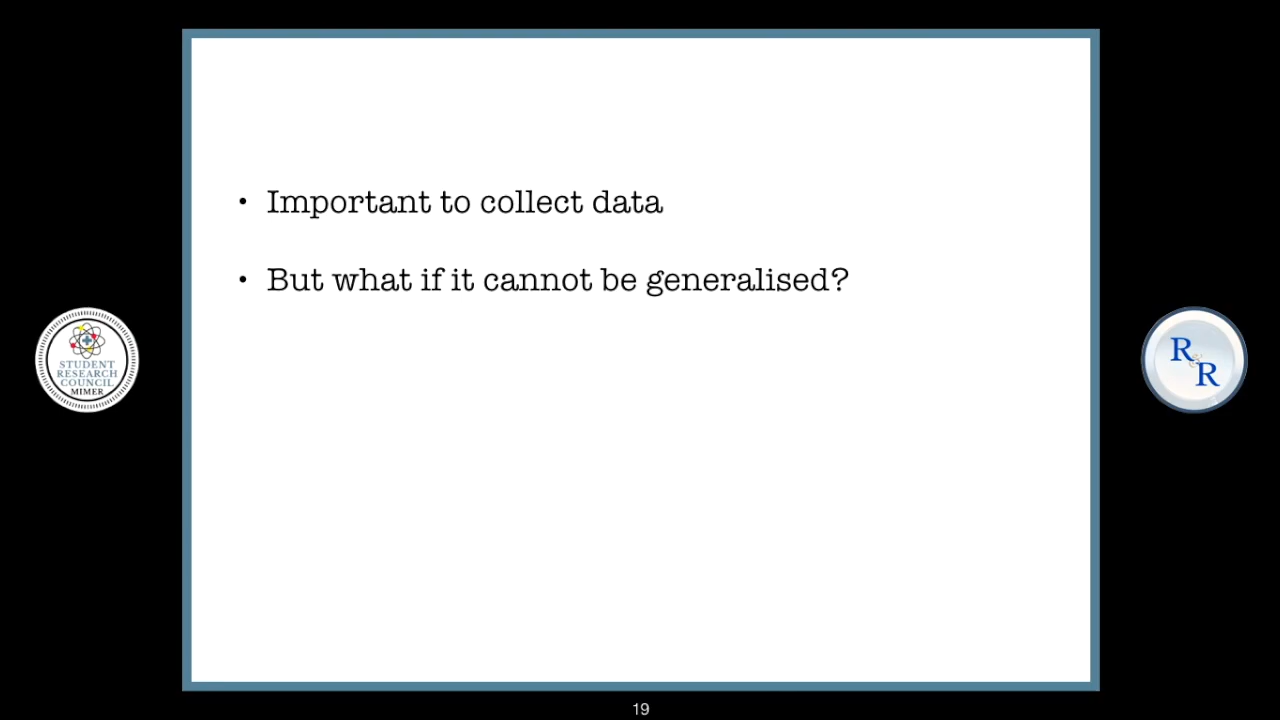 • Important to collect data
• But what if it cannot be generalised?
STUDENT
RESEARCH
COUNCIL
MIMER
R
&
R
19